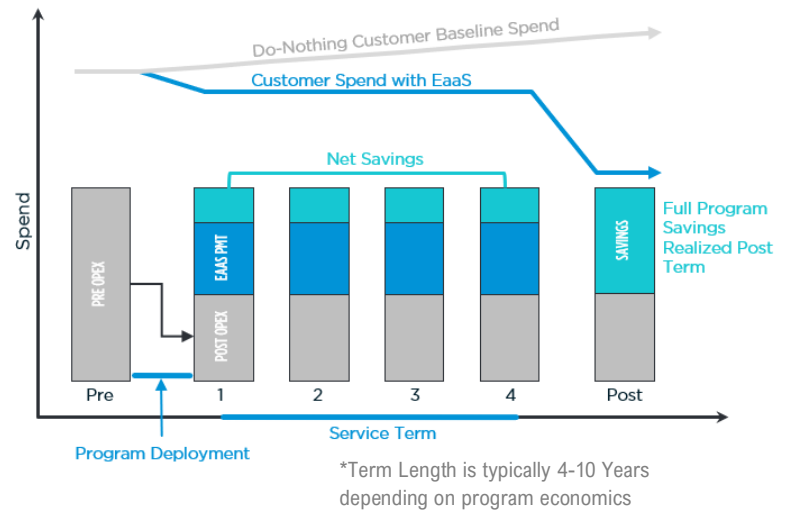 Do-Nothing Customer Baseline Spend
Customer Spend with EaaS
Net Savings
Spend
PRE OPEX
EAAS PMT
POST OPEX
SAVINGS
Full Program
Savings
Realized Post
Term
Pre
1
2
3
4
Post
Program Deployment
Service Term
*Term Length is typically 4-10 Years
depending on program economics